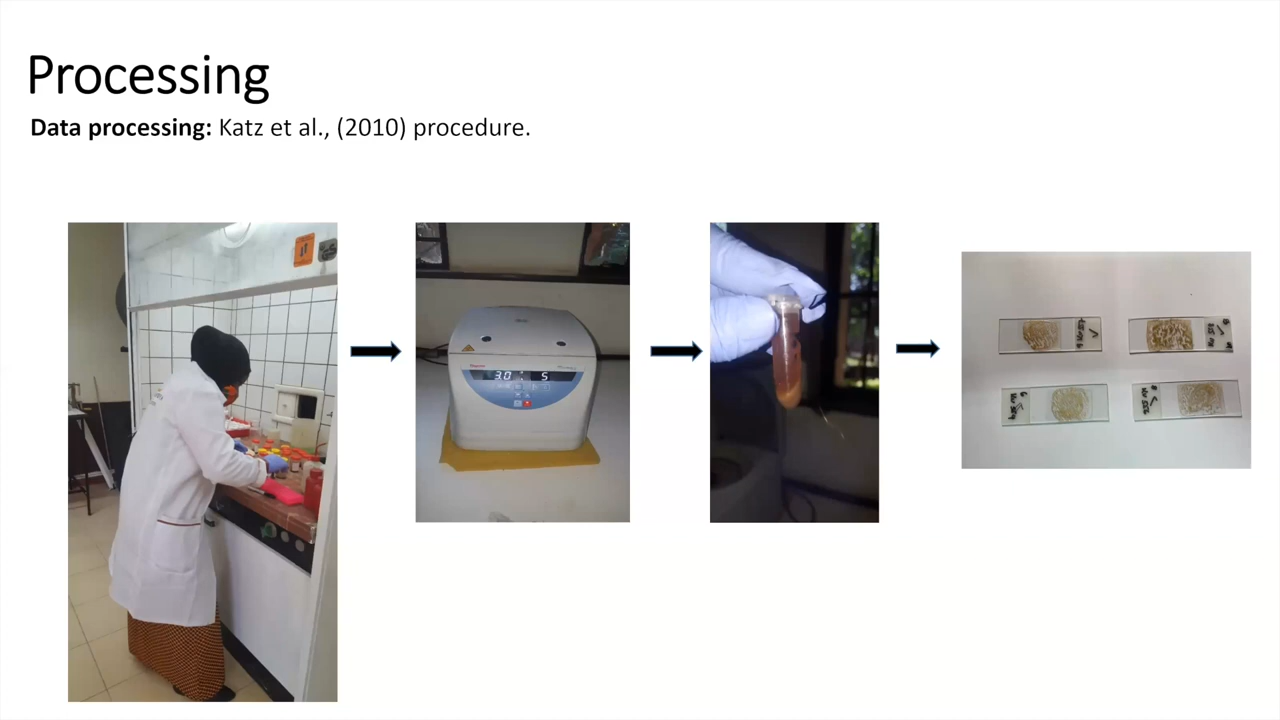 Processing
Data processing: Katz et al., (2010) procedure.
3.0 5